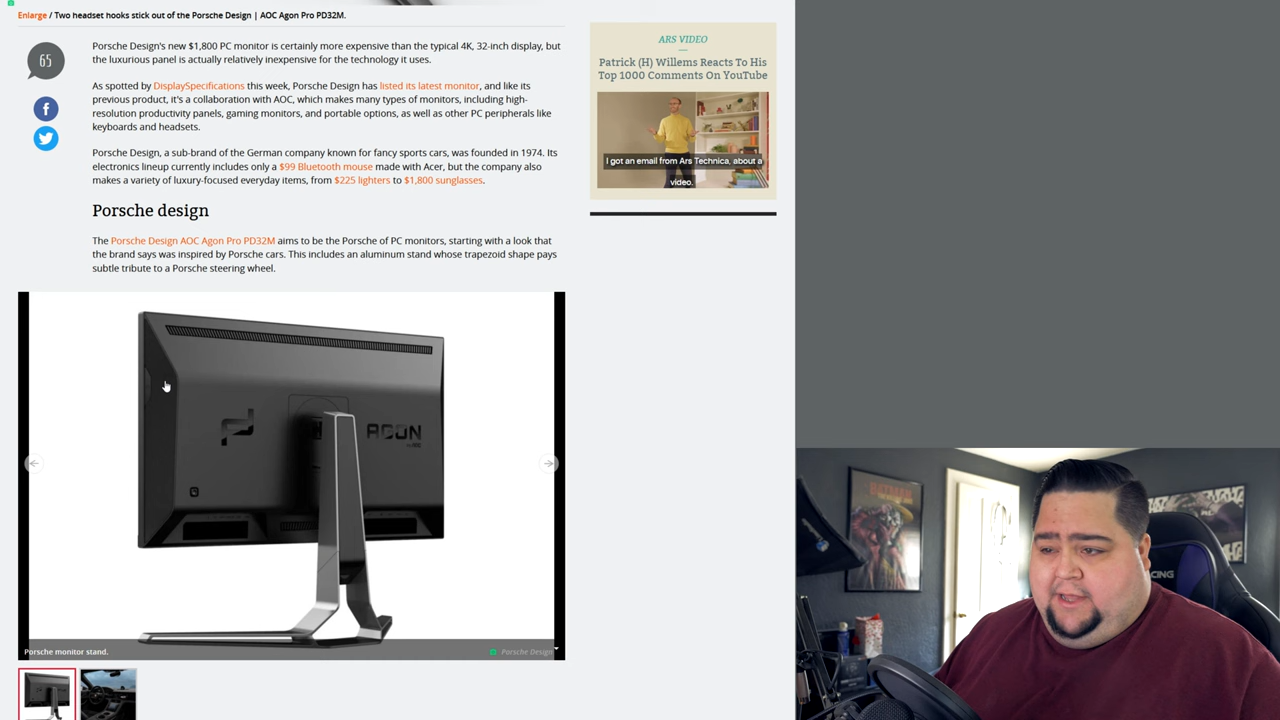 Enlarge / Two headset hooks stick out of the Porsche Design | AOC Agon Pro PD32M.
65
Porsche Design's new $1,800 PC monitor is certainly more expensive than the typical 4K, 32-inch display, but
the luxurious panel is actually relatively inexpensive for the technology it uses.
As spotted by DisplaySpecifications this week, Porsche Design has listed its latest monitor, and like its
previous product, it's a collaboration with AOC, which makes many types of monitors, including high-
resolution productivity panels, gaming monitors, and portable options, as well as other PC peripherals like
keyboards and headsets.
Porsche Design, a sub-brand of the German company known for fancy sports cars, was founded in 1974. Its
electronics lineup currently includes only a $99 Bluetooth mouse made with Acer, but the company also
makes a variety of luxury-focused everyday items, from $225 lighters to $1,800 sunglasses.
Porsche design
The Porsche Design AOC Agon Pro PD32M aims to be the Porsche of PC monitors, starting with a look that
the brand says was inspired by Porsche cars. This includes an aluminum stand whose trapezoid shape pays
subtle tribute to a Porsche steering wheel.
AGON
Porsche monitor stand.
Porsche Design
ARS VIDEO
Patrick (H) Willems Reacts To His
Top 1000 Comments On YouTube
I got an email from Ars Technica, about a
video.
BATMAN
CING